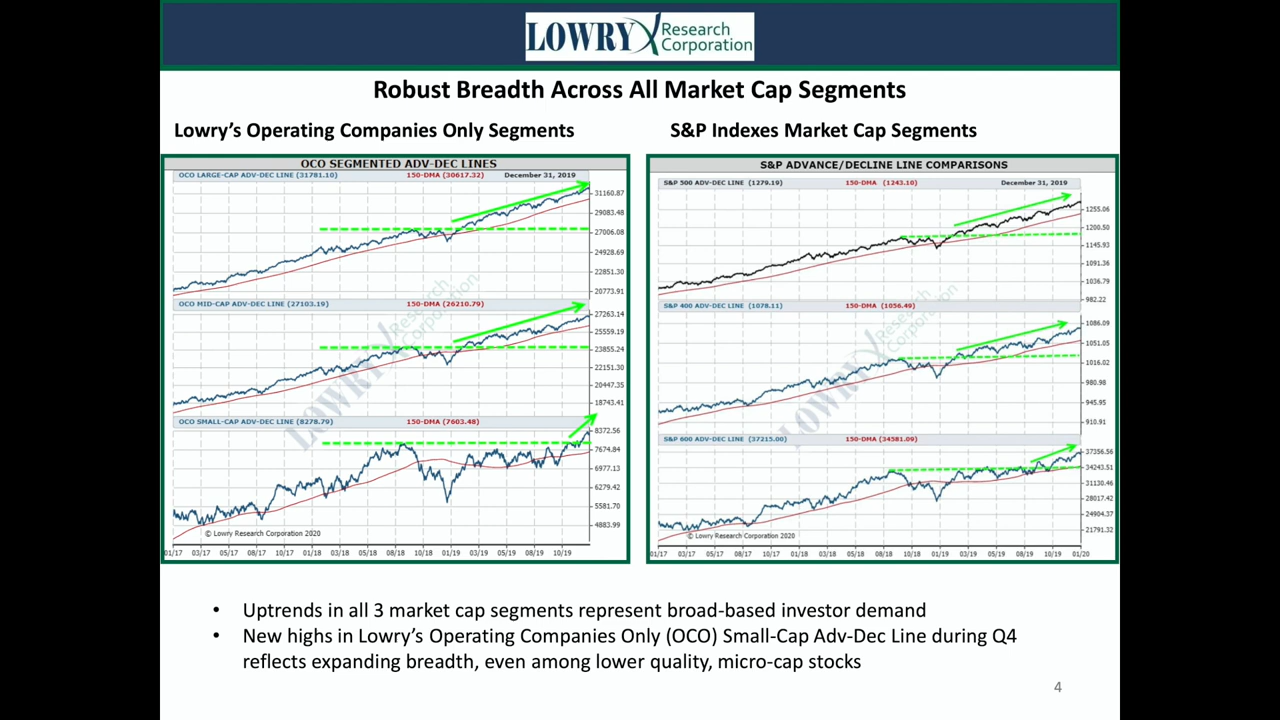 LOWRY Research
Corporation
Robust Breadth Across All Market Cap Segments
Lowry's Operating Companies Only Segments
S&P Indexes Market Cap Segments
OCO SEGMENTED ADV-DEC LINES
OCO LARGE-CAP ADV-DEC LINE (31781.10) 150-DMA (30617.32) December 31, 2019
31160.87
29083.48
27006.08
24928.69
22851.30
20773.91
OCO MID-CAP ADV-DEC LINE (27103.19) 150-DMA (26210.79)
27263.14
25559.19
23855.24
22151.30
20447.35
18743.41
OCO SMALL-CAP ADV-DEC LINE (8278.79) 150-DMA (7603.48)
8372.56
7674.84
6977.13
6279.42
5581.70
4883.99
© Lowry Research Corporation 2020
01/17 03/17 05/17 08/17 10/17 01/18 03/18 05/18 08/18 10/18 01/19 03/19 05/19 07/19 10/19
LOWRY Research
Corporation
S&P ADVANCE/DECLINE LINE COMPARISONS
S&P 500 ADV-DEC LINE (1279.19) 150-DMA (1243.10) December 31, 2019
1255.06
1200.50
1145.93
1091.36
1036.79
982.22
S&P 400 ADV-DEC LINE (1078.11) 150-DMA (1056.49)
1086.09
1051.05
1016.02
980.98
945.95
910.91
S&P 600 ADV-DEC LINE (37215.00) 150-DMA (34581.09)
37356.56
34243.51
31130.46
28017.42
24904.37
21791.32
© Lowry Research Corporation 2020
01/17 03/17 05/17 08/17 10/17 01/18 03/18 05/18 08/18 10/18 01/19 03/19 05/19 08/19 10/19 01/20
LOWRY Research
Corporation
• Uptrends in all 3 market cap segments represent broad-based investor demand
• New highs in Lowry's Operating Companies Only (OCO) Small-Cap Adv-Dec Line during Q4
reflects expanding breadth, even among lower quality, micro-cap stocks
4